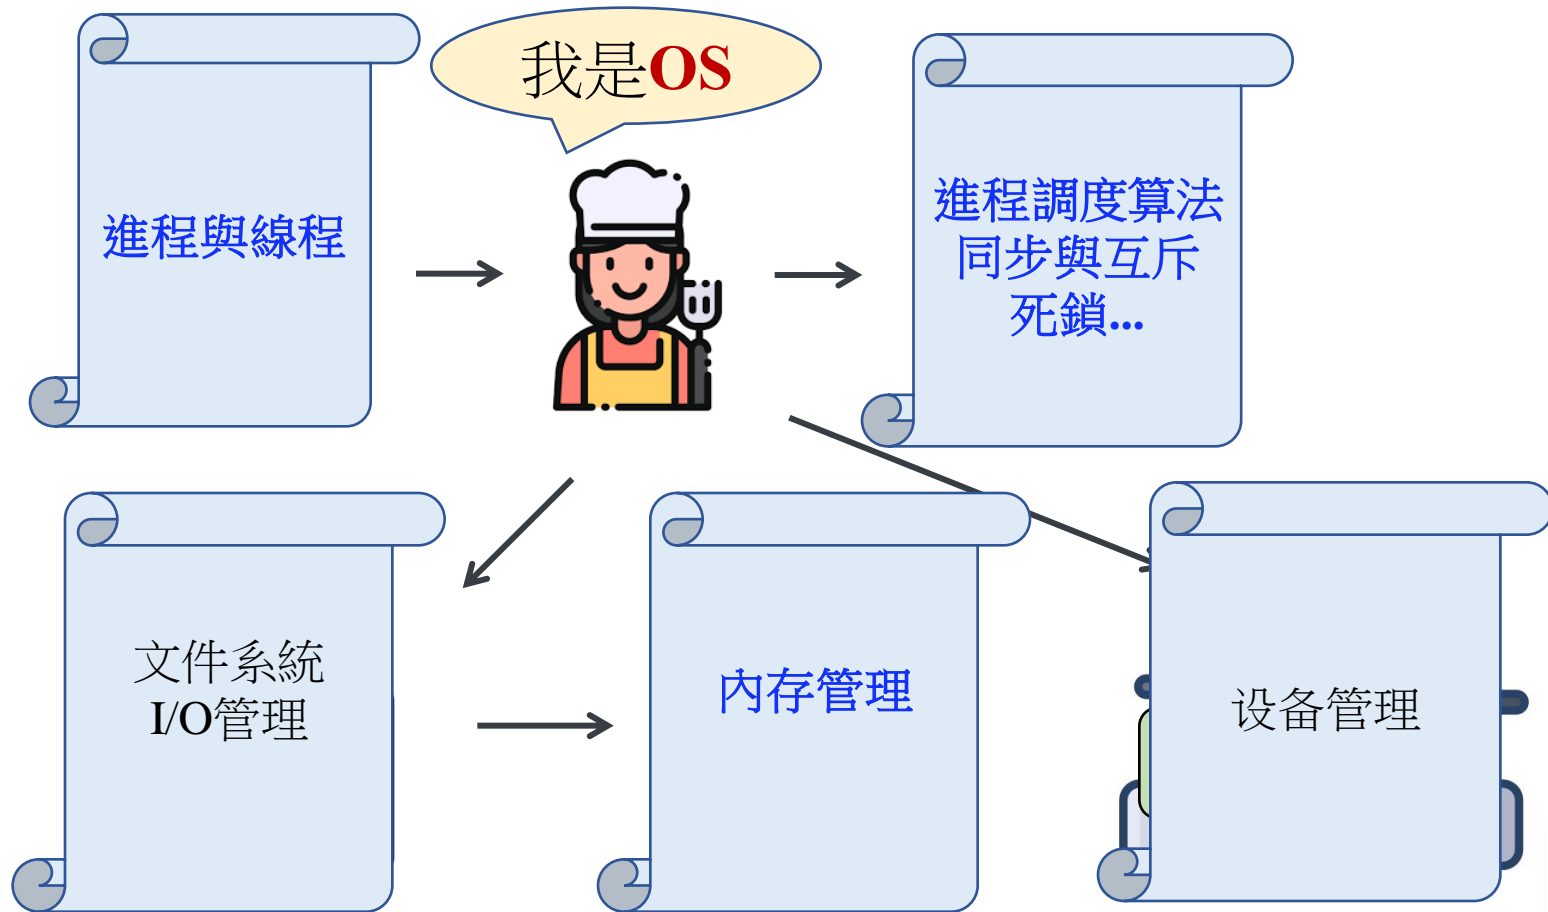 我是OS
進程與線程
進程調度算法
同步與互斥
死鎖...
文件系統
I/O管理
內存管理
设备管理